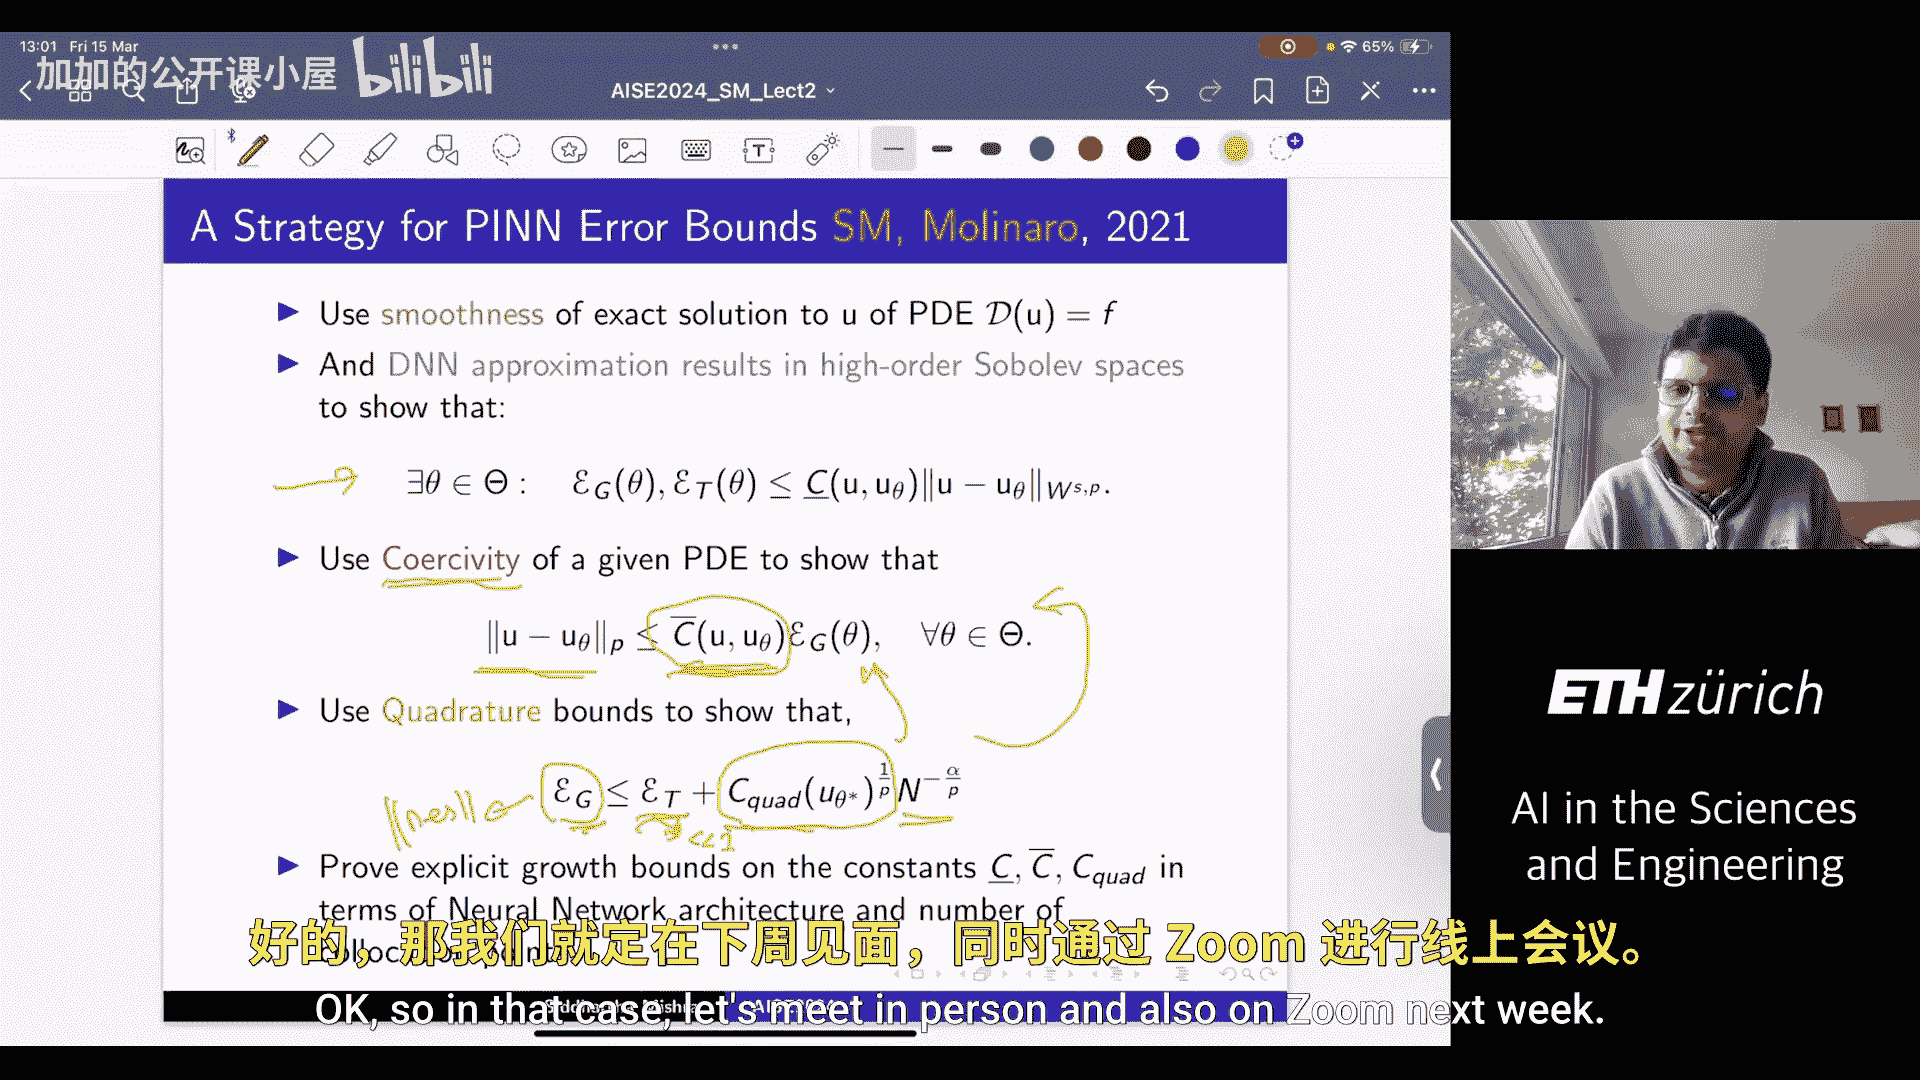 13:01 Fri 15 Mar
65%
加加的公开课小屋 bilibili
AISE2024_SM_Lect2
A Strategy for PINN Error Bounds SM, Molinaro, 2021
Use smoothness of exact solution to u of PDE 𝒟(u) = f
And DNN approximation results in high-order Sobolev spaces
to show that:
∃θ ∈ Θ : ℰ_G(θ), ℰ_T(θ) ≤ C̲(u, u_θ)‖u − u_θ‖_{W^{s,p}}.
Use Coercivity of a given PDE to show that
‖u − u_θ‖_p ≤ C̅(u, u_θ)ℰ_G(θ), ∀θ ∈ Θ.
Use Quadrature bounds to show that,
‖res‖ ℰ_G ≤ ℰ_T + C_{quad}(u_{θ*})^{1/p} N^{−α/p}
Prove explicit growth bounds on the constants C̲, C̅, C_{quad} in
terms of Neural Network architecture and number of
好的，那我们就定在下周见面，同时通过 Zoom 进行线上会议。
OK, so in that case, let's meet in person and also on Zoom next week.
ETH zürich
AI in the Sciences
and Engineering